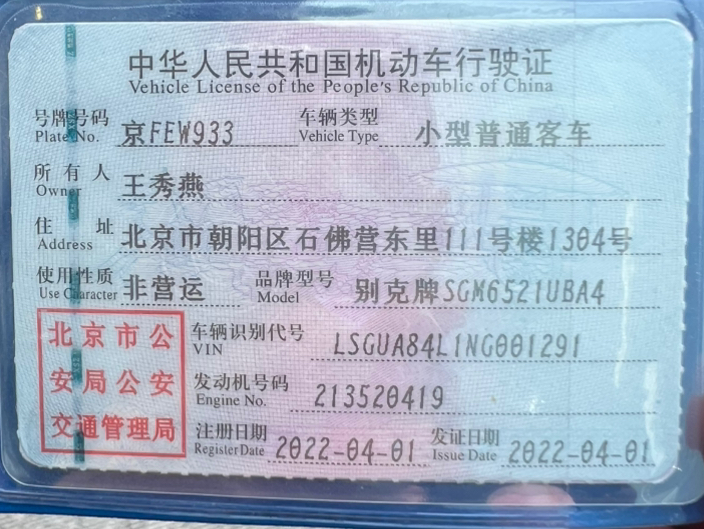 中华人民共和国机动车行驶证
Vehicle License of the People's Republic of China
号牌号码 京FEW933 车辆类型 小型普通客车
Plate No. Vehicle Type
所有人 王秀燕
Owner
住址 北京市朝阳区石佛营东里111号楼1304号
Address
使用性质 非营运 品牌型号 别克牌SGM6521UBA4
Use Character Model
北京市公
安局公安
交通管理局
车辆识别代号 LSGUA84L1NG001291
VIN
发动机号码 213520419
Engine No.
注册日期 2022-04-01 发证日期 2022-04-01
Register Date Issue Date